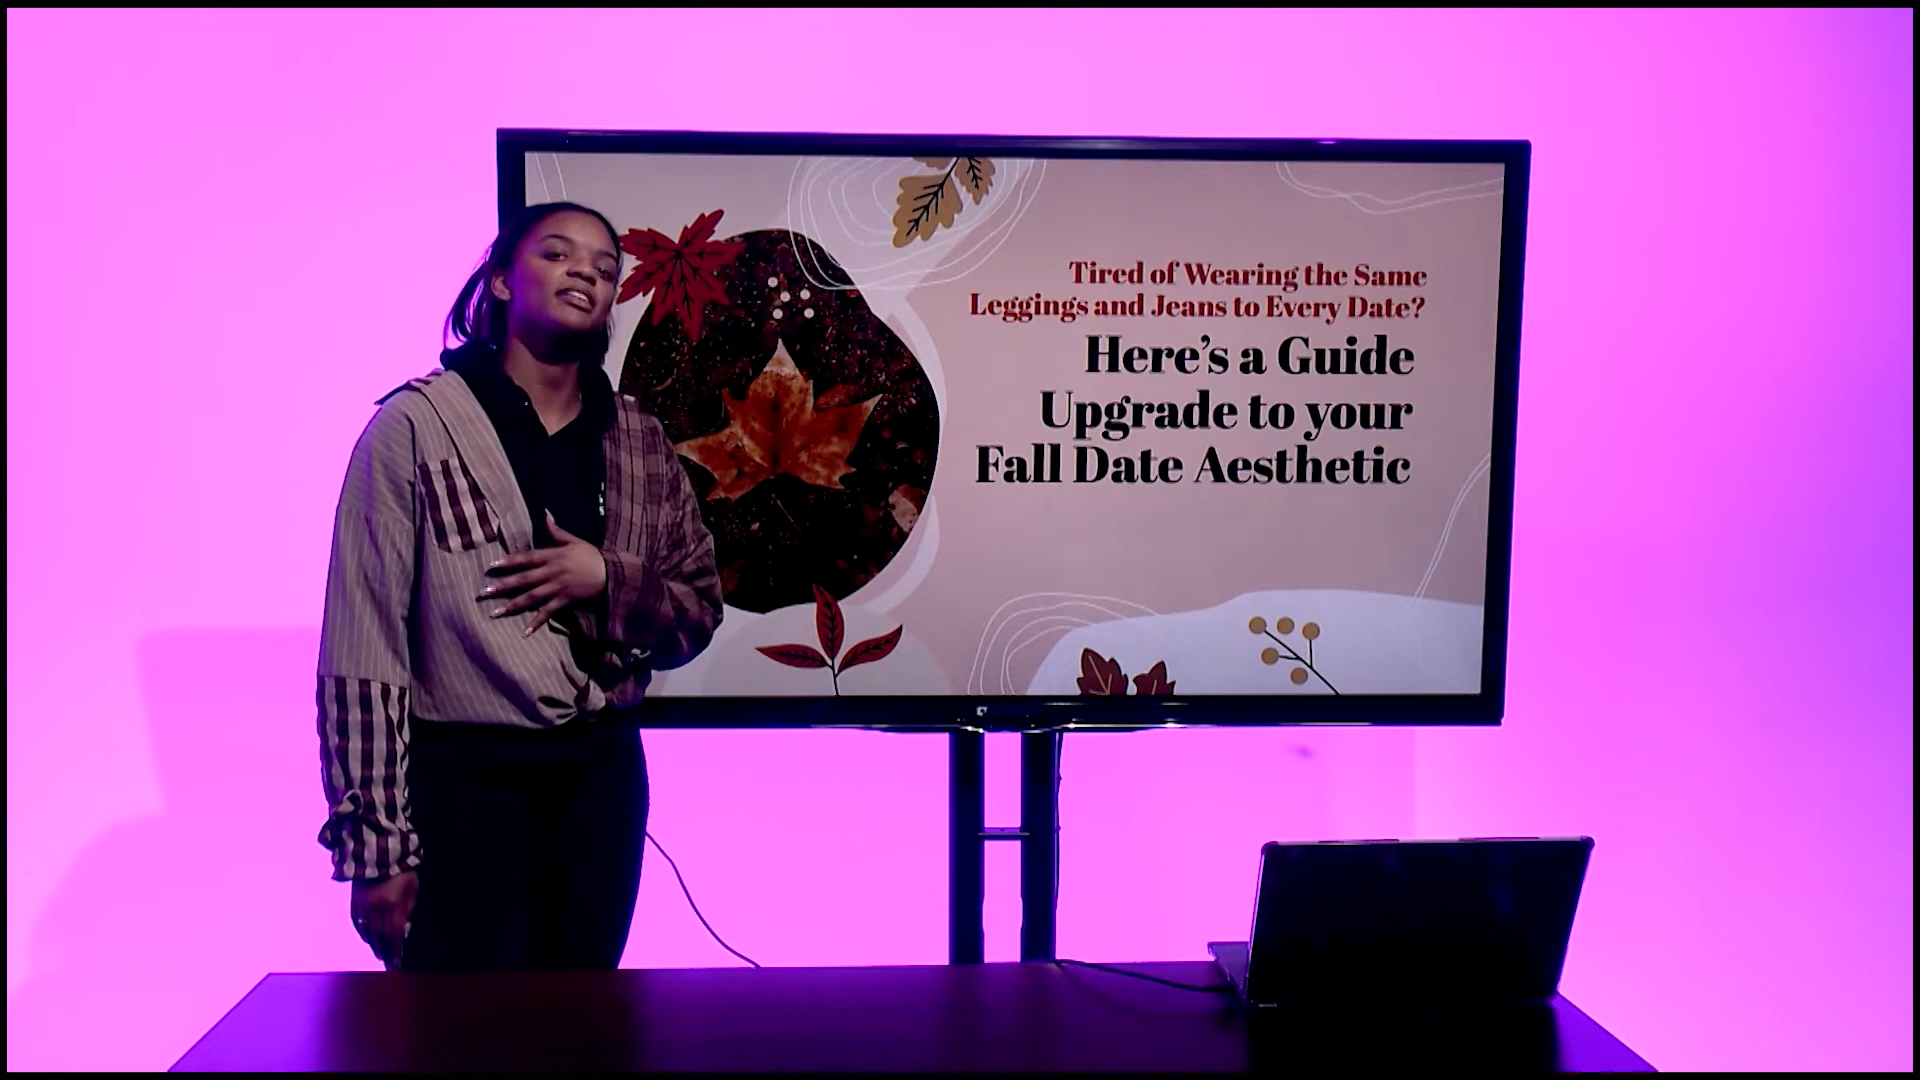 Tired of Wearing the Same
Leggings and Jeans to Every Date?
Here’s a Guide
Upgrade to your
Fall Date Aesthetic